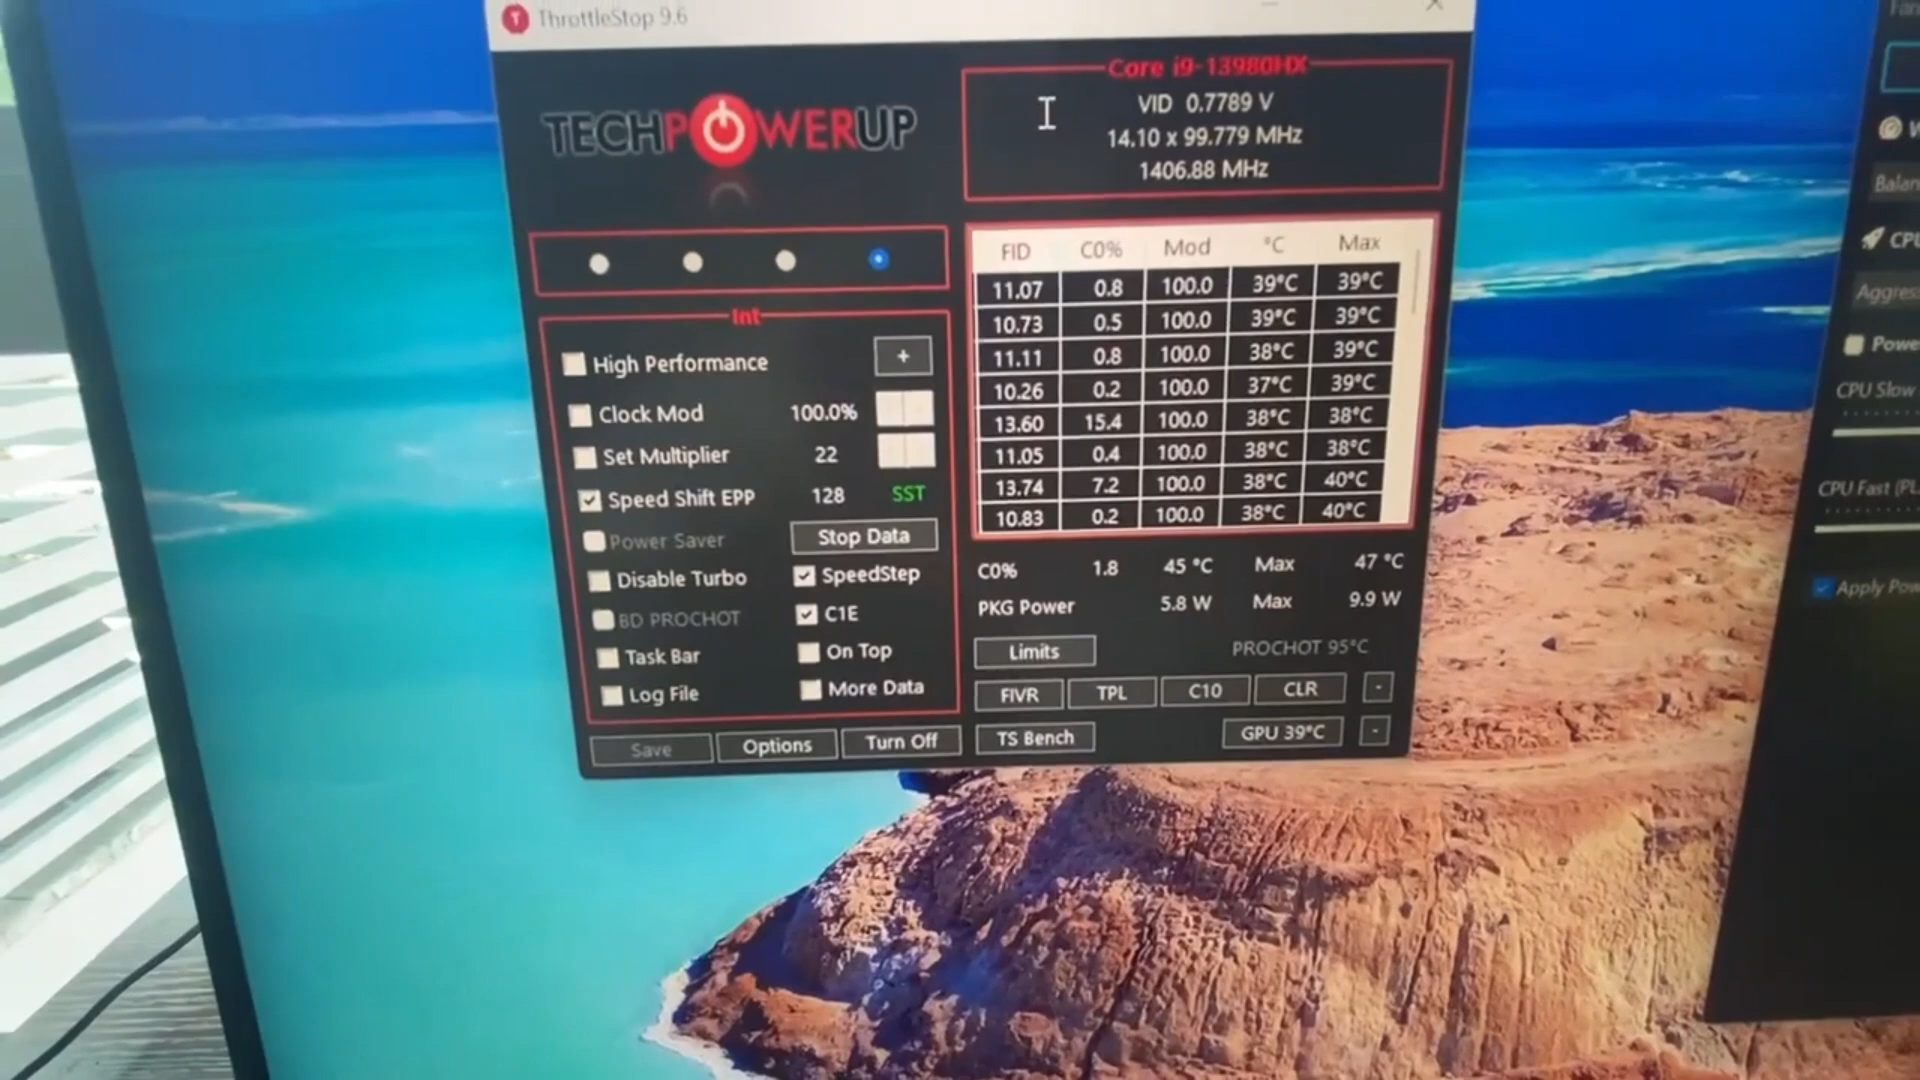 ThrottleStop 9.6
TECHPOWERUP
Core i9-13980HX
VID 0.7789 V
14.10 x 99.779 MHz
1406.88 MHz
Int
High Performance +
Clock Mod 100.0%
Set Multiplier 22
Speed Shift EPP 128 SST
Power Saver Stop Data
Disable Turbo SpeedStep
BD PROCHOT C1E
Task Bar On Top
Log File More Data
Save Options Turn Off
FID C0% Mod °C Max
11.07 0.8 100.0 39°C 39°C
10.73 0.5 100.0 39°C 39°C
11.11 0.8 100.0 38°C 39°C
10.26 0.2 100.0 37°C 39°C
13.60 15.4 100.0 38°C 38°C
11.05 0.4 100.0 38°C 38°C
13.74 7.2 100.0 38°C 40°C
10.83 0.2 100.0 38°C 40°C
C0% 1.8 45 °C Max 47 °C
PKG Power 5.8 W Max 9.9 W
Limits PROCHOT 95°C
FIVR TPL C10 CLR -
TS Bench GPU 39°C -
CPU
CPU Slow
CPU Fast (PL
Apply